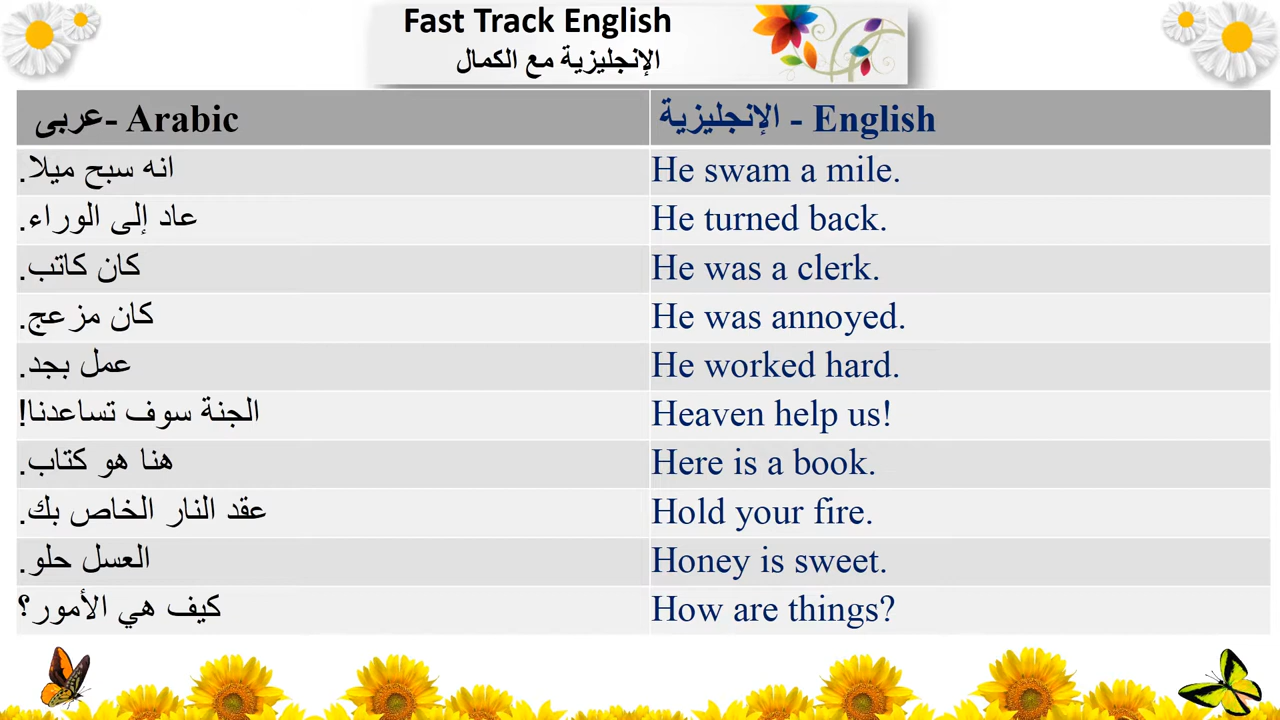 Fast Track English
الإنجليزية مع الكمال
عربى- Arabic
الإنجليزية - English
انه سبح ميلا.
He swam a mile.
عاد إلى الوراء.
He turned back.
كان كاتب.
He was a clerk.
كان مزعج.
He was annoyed.
عمل بجد.
He worked hard.
الجنة سوف تساعدنا!
Heaven help us!
هنا هو كتاب.
Here is a book.
عقد النار الخاص بك.
Hold your fire.
العسل حلو.
Honey is sweet.
كيف هي الأمور؟
How are things?